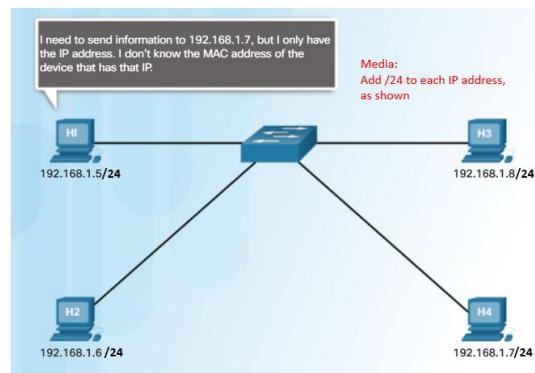 I need to send information to 192.168.1.7, but I only have
the IP address. I don't know the MAC address of the
device that has that IP.
Media:
Add /24 to each IP address,
as shown
H1
192.168.1.5/24
H3
192.168.1.8/24
H2
192.168.1.6 /24
H4
192.168.1.7/24